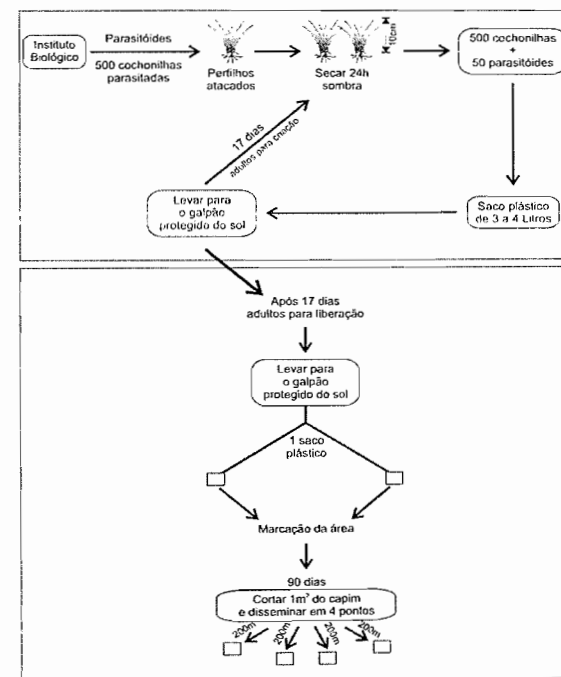 Instituto
Biológico
Parasitóides
500 cochonilhas
parasitadas
Perfilhos
atacados
Secar 24h
sombra
10cm
500 cochonilhas
+
50 parasitóides
17 dias
adultos para criação
Levar para
o galpão
protegido do sol
Saco plástico
de 3 a 4 Litros
Após 17 dias
adultos para liberação
Levar para
o galpão
protegido do sol
1 saco
plástico
Marcação da área
90 dias
Cortar 1m² do capim
e disseminar em 4 pontos
200m
200m
200m
200m